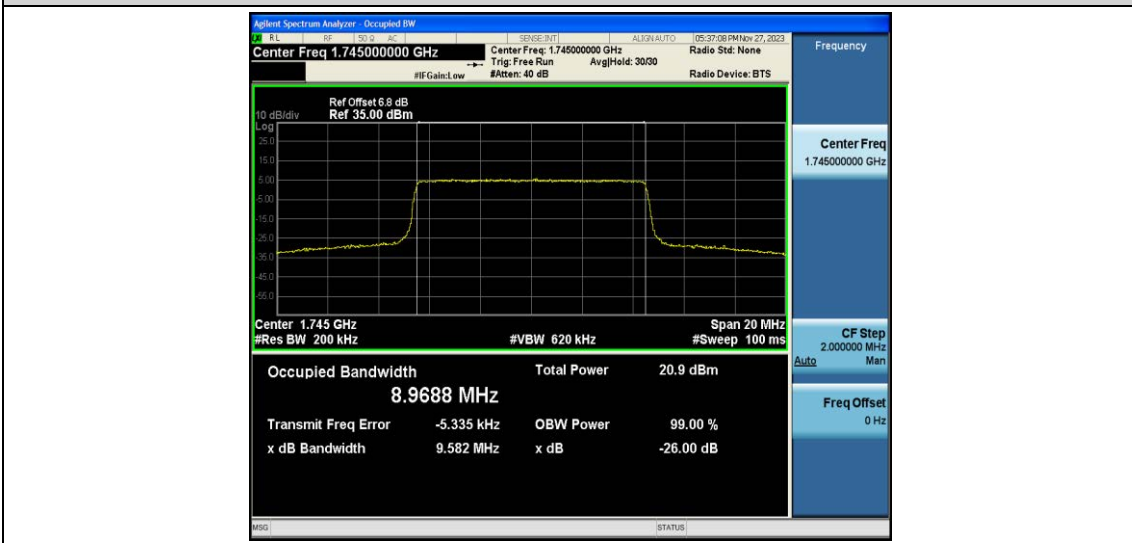 Agilent Spectrum Analyzer - Occupied BW
RL RF 50 Ω AC SENSE:INT ALIGN AUTO 05:37:08 PM Nov 27, 2023
Center Freq 1.745000000 GHz
Center Freq: 1.745000000 GHz
Radio Std: None
Trig: Free Run Avg|Hold: 30/30
#IFGain:Low
#Atten: 40 dB
Radio Device: BTS
Frequency
Ref Offset 6.8 dB
10 dB/div Ref 35.00 dBm
Log
25.0
15.0
5.00
-5.00
-15.0
-25.0
-35.0
-45.0
-55.0
Center 1.745 GHz Span 20 MHz
#Res BW 200 kHz #VBW 620 kHz #Sweep 100 ms
Center Freq
1.745000000 GHz
CF Step
2.000000 MHz
Auto Man
Freq Offset
0 Hz
Occupied Bandwidth Total Power 20.9 dBm
8.9688 MHz
Transmit Freq Error -5.335 kHz OBW Power 99.00 %
x dB Bandwidth 9.582 MHz x dB -26.00 dB
MSG STATUS